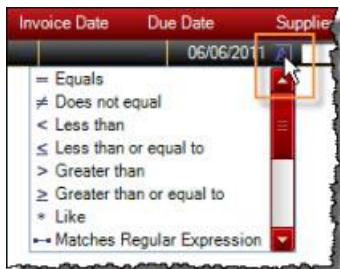 Invoice Date Due Date Supplie
06/06/2011
= Equals
≠ Does not equal
< Less than
≤ Less than or equal to
> Greater than
≥ Greater than or equal to
* Like
Matches Regular Expression